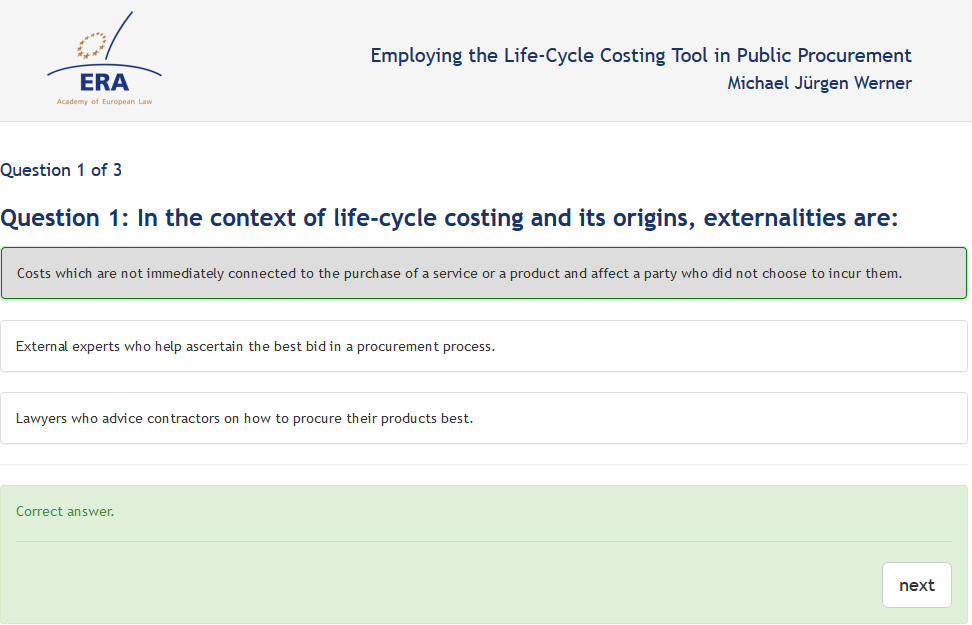 ERA
Academy of European Law
Employing the Life-Cycle Costing Tool in Public Procurement
Michael Jürgen Werner
Question 1 of 3
Question 1: In the context of life-cycle costing and its origins, externalities are:
Costs which are not immediately connected to the purchase of a service or a product and affect a party who did not choose to incur them.
External experts who help ascertain the best bid in a procurement process.
Lawyers who advice contractors on how to procure their products best.
Correct answer.
next